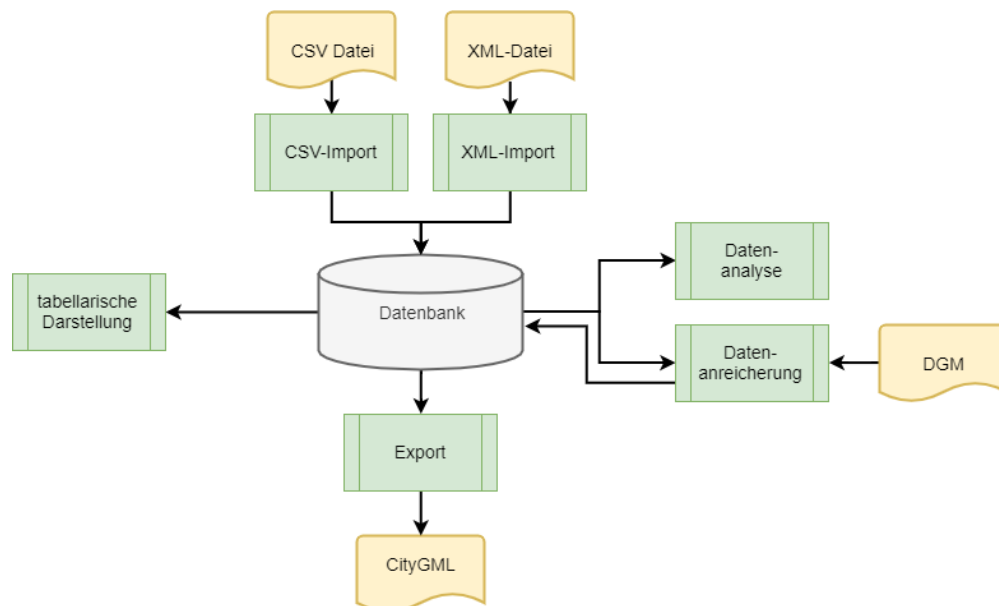 CSV Datei
XML-Datei
CSV-Import
XML-Import
Daten-
analyse
tabellarische
Darstellung
Datenbank
Daten-
anreicherung
DGM
Export
CityGML